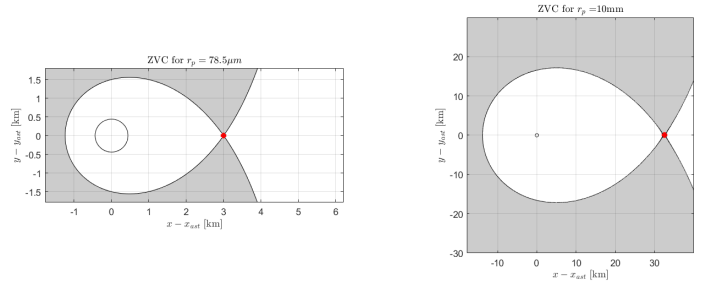 ZVC for r_p = 78.5μm
1.5
1
0.5
0
-0.5
-1
-1.5
y − y_ast [km]
-1 0 1 2 3 4 5 6
x − x_ast [km]
ZVC for r_p =10mm
20
10
0
-10
-20
-30
y − y_ast [km]
-10 0 10 20 30
x − x_ast [km]